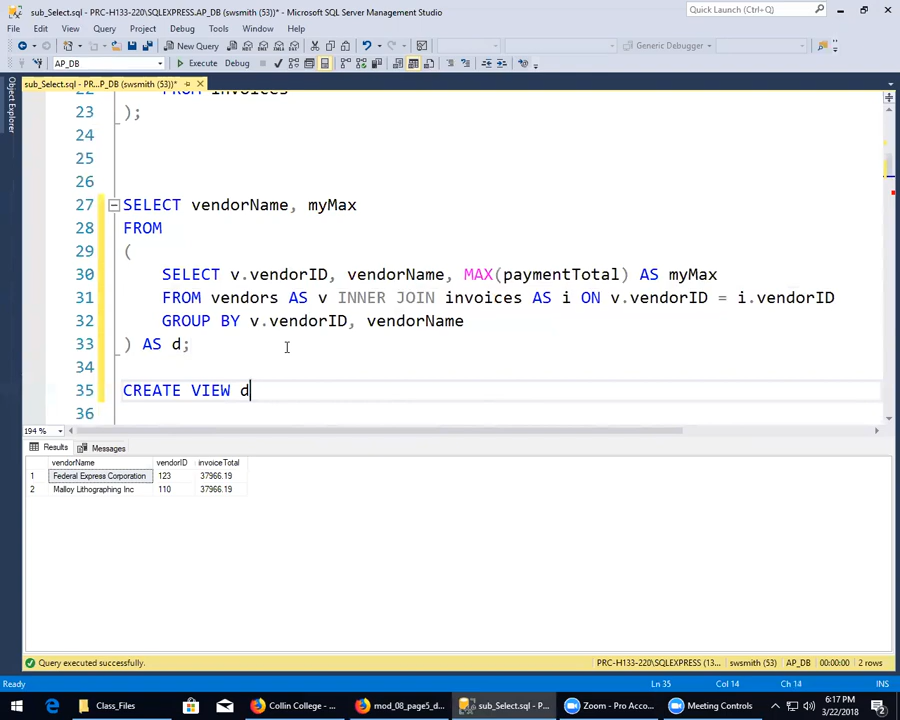 sub_Select.sql - PRC-H133-220\SQLEXPRESS.AP_DB (swsmith (53))* - Microsoft SQL Server Management Studio
Quick Launch (Ctrl+Q)
File Edit View Query Project Debug Tools Window Help
New Query
Generic Debugger
AP_DB
Execute Debug
sub_Select.sql - PR...P_DB (swsmith (53))*
Object Explorer
22 FROM invoices
23 );
24
25
26
27 SELECT vendorName, myMax
28 FROM
29 (
30 SELECT v.vendorID, vendorName, MAX(paymentTotal) AS myMax
31 FROM vendors AS v INNER JOIN invoices AS i ON v.vendorID = i.vendorID
32 GROUP BY v.vendorID, vendorName
33 ) AS d;
34
35 CREATE VIEW d
36
194 %
Results Messages
vendorName vendorID invoiceTotal
1 Federal Express Corporation 123 37966.19
2 Malloy Lithographing Inc 110 37966.19
Query executed successfully. PRC-H133-220\SQLEXPRESS (13... swsmith (53) AP_DB 00:00:00 2 rows
Ready Ln 35 Col 14 Ch 14 INS
Class_Files Collin College - ... mod_08_page5_d... sub_Select.sql - P... Zoom - Pro Acco... Meeting Controls 6:17 PM
3/22/2018
2